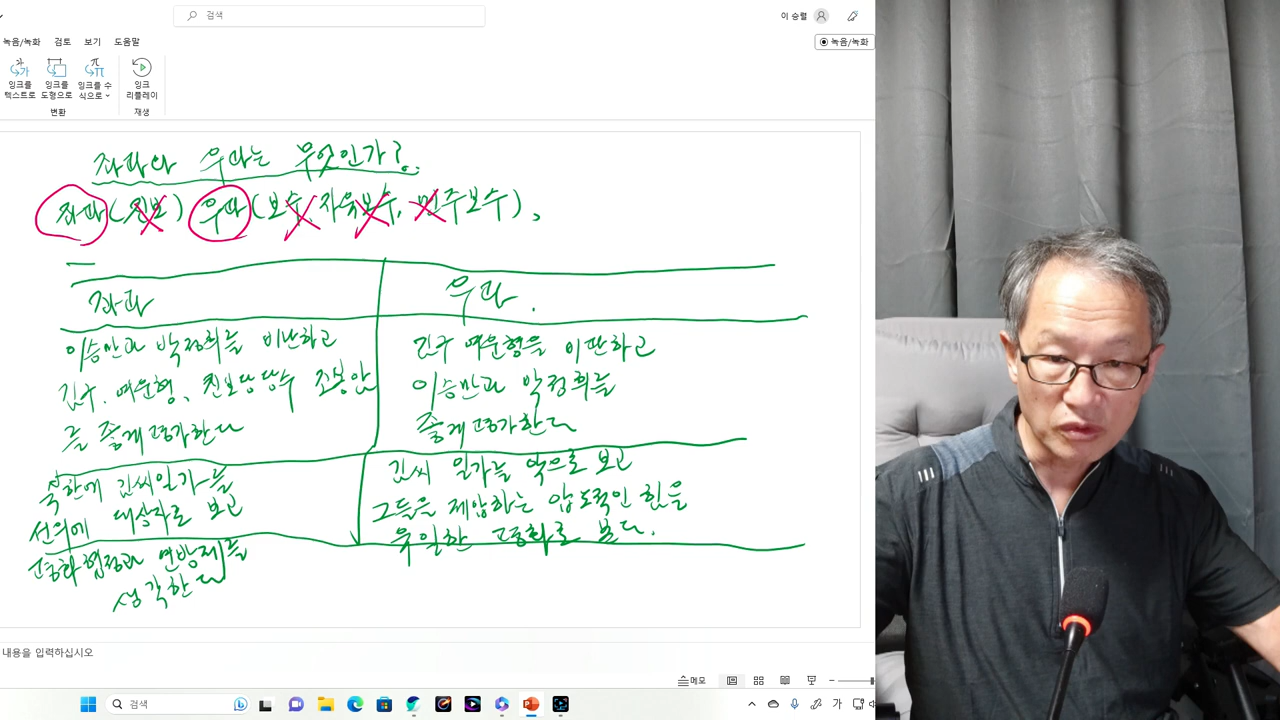 검색
이 승렬
녹음/녹화 검토 보기 도움말
녹음/녹화
잉크를 텍스트로
잉크를 도형으로
잉크를 수식으로
잉크 리플레이
변환
재생
좌파와 우파는 무엇인가?
좌파(진보) 우파(보수, 자유보수, 민주보수).
좌파
우파.
이승만과 박정희를 비난하고
김구. 여운형, 진보당 당수 조봉암
를 좋게 평가한다
김구 여운형을 비판하고
이승만과 박정희를
좋게 평가한다
북한에 김씨일가를
선의에 대상자로 보고
평화협정과 연방제를
생각한다
김씨 일가를 악으로 보고
그들을 제압하는 압도적인 힘을
유일한 평화로 본다.
내용을 입력하십시오
메모
검색
가